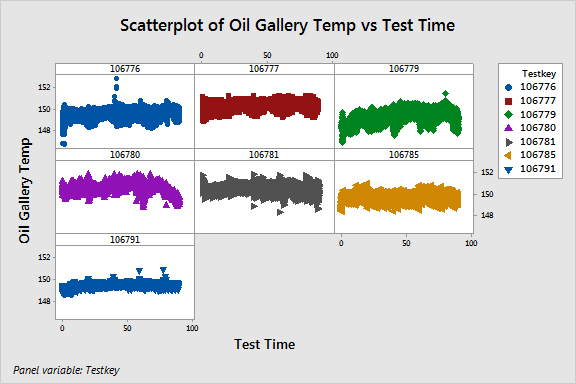 Scatterplot of Oil Gallery Temp vs Test Time
0 50 100
106776 106777 106779
152
150
148
106780 106781 106785
152
150
148
106791
0 50 100
152
150
148
0 50 100
Oil Gallery Temp
Test Time
Testkey
106776
106777
106779
106780
106781
106785
106791
Panel variable: Testkey